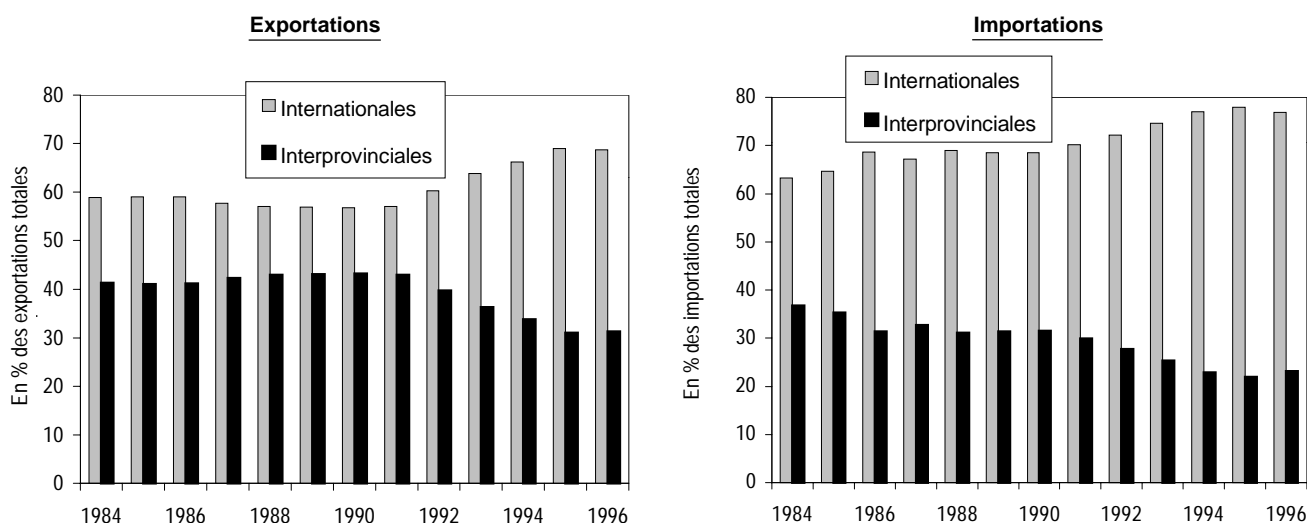 Exportations
Internationales
Interprovinciales
En % des exportations totales
80
70
60
50
40
30
20
10
0
1984 1986 1988 1990 1992 1994 1996
Importations
Internationales
Interprovinciales
En % des importations totales
80
70
60
50
40
30
20
10
0
1984 1986 1988 1990 1992 1994 1996